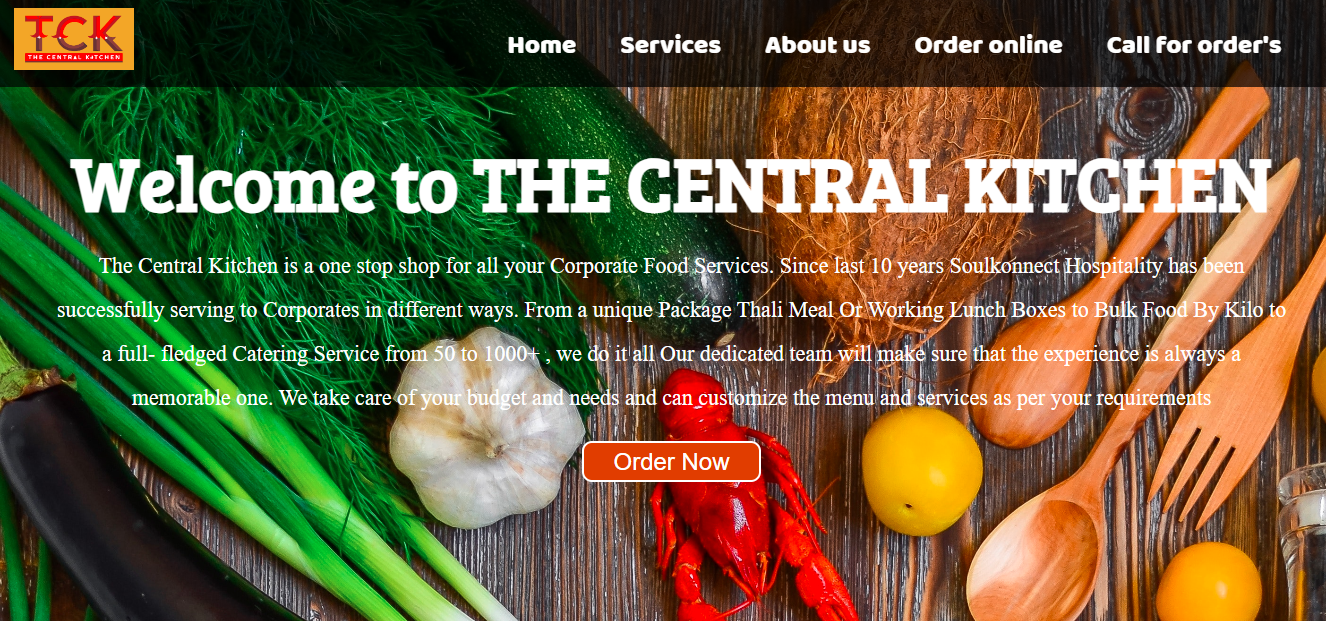 TCK
THE CENTRAL KITCHEN
Home Services About us Order online Call for order's
Welcome to THE CENTRAL KITCHEN
The Central Kitchen is a one stop shop for all your Corporate Food Services. Since last 10 years Soulkonnect Hospitality has been
successfully serving to Corporates in different ways. From a unique Package Thali Meal Or Working Lunch Boxes to Bulk Food By Kilo to
a full- fledged Catering Service from 50 to 1000+ , we do it all Our dedicated team will make sure that the experience is always a
memorable one. We take care of your budget and needs and can customize the menu and services as per your requirements
Order Now